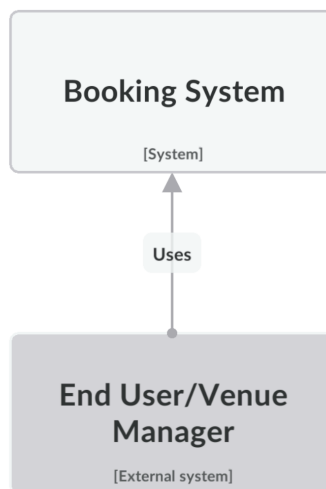 Booking System
[System]
Uses
End User/Venue
Manager
[External system]